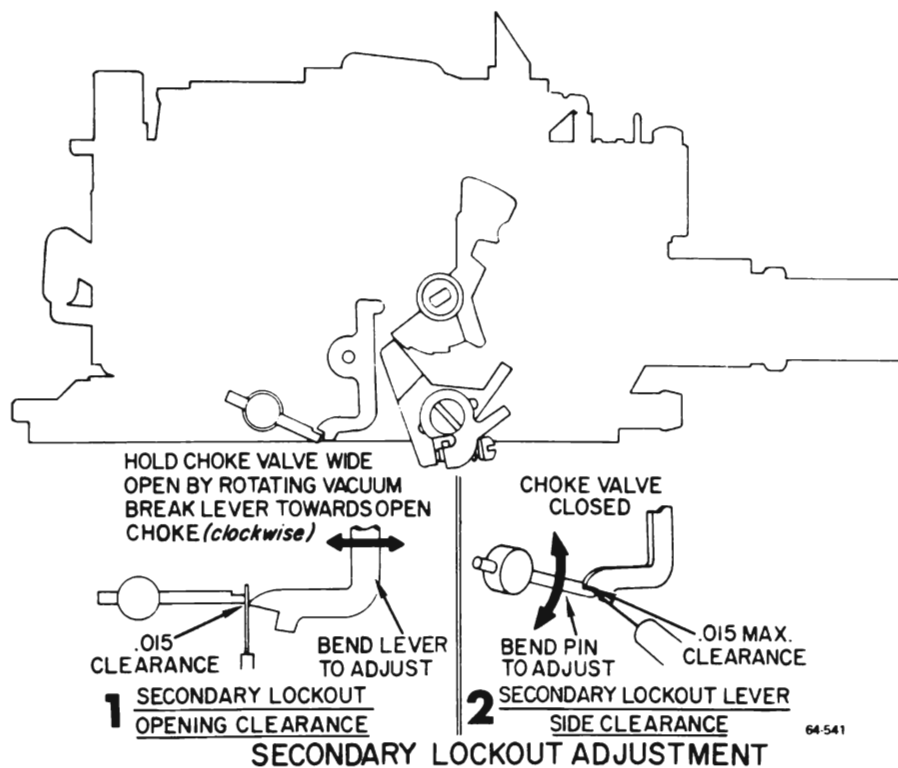 HOLD CHOKE VALVE WIDE
OPEN BY ROTATING VACUUM
BREAK LEVER TOWARDS OPEN
CHOKE (clockwise)
.015
CLEARANCE
BEND LEVER
TO ADJUST
1 SECONDARY LOCKOUT
OPENING CLEARANCE
CHOKE VALVE
CLOSED
BEND PIN
TO ADJUST
.015 MAX.
CLEARANCE
2 SECONDARY LOCKOUT LEVER
SIDE CLEARANCE
64-541
SECONDARY LOCKOUT ADJUSTMENT